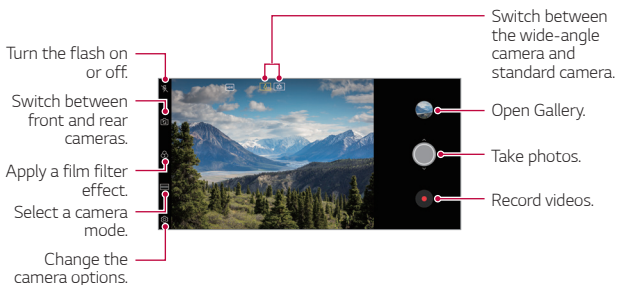 Turn the flash on
or off.
Switch between
front and rear
cameras.
Apply a film filter
effect.
Select a camera
mode.
Change the
camera options.
Switch between
the wide-angle
camera and
standard camera.
Open Gallery.
Take photos.
Record videos.